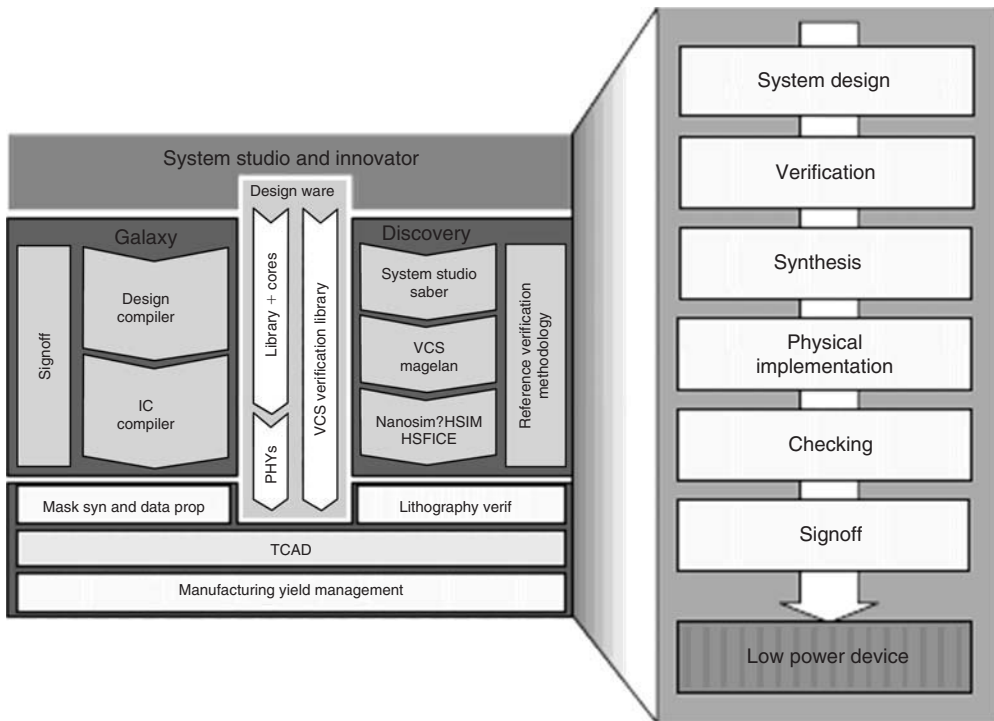 System studio and innovator
Design ware
Galaxy
Signoff
Design
compiler
IC
compiler
Library + cores
PHYs
VCS verification library
Discovery
System studio
saber
VCS
magelan
Nanosim?HSIM
HSFICE
Reference verification
methodology
Mask syn and data prop
Lithography verif
TCAD
Manufacturing yield management
System design
Verification
Synthesis
Physical
implementation
Checking
Signoff
Low power device